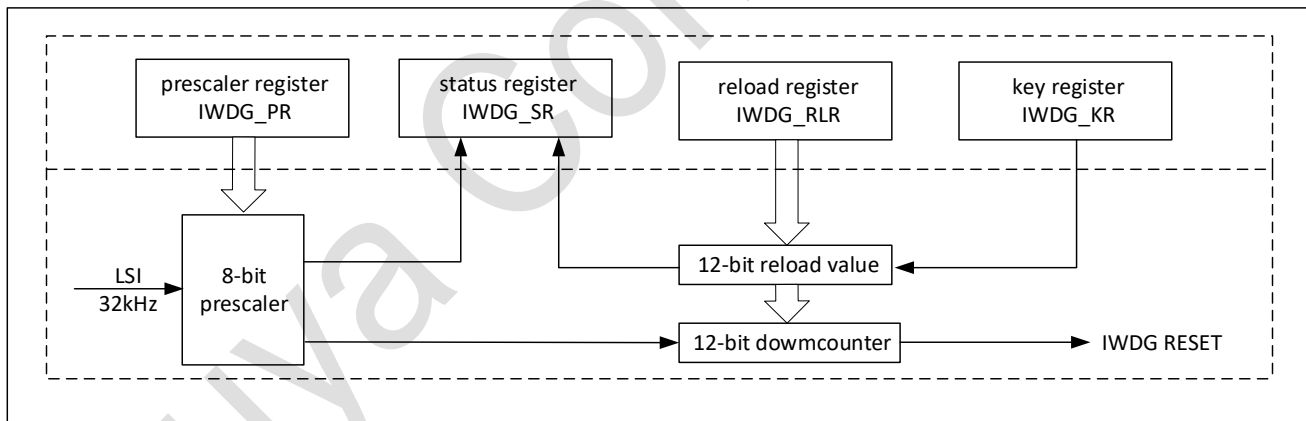 prescaler register
IWDG_PR
status register
IWDG_SR
reload register
IWDG_RLR
key register
IWDG_KR
LSI
32kHz
8-bit
prescaler
12-bit reload value
12-bit dowmcounter
IWDG RESET